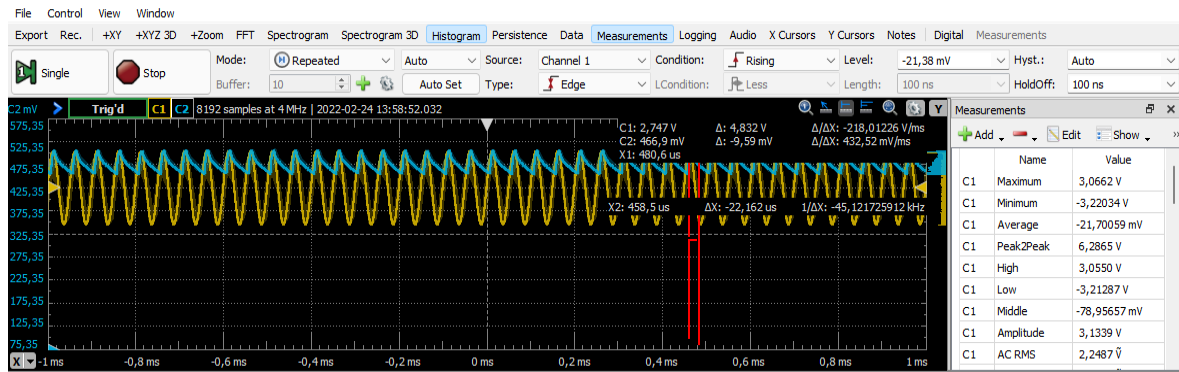 File Control View Window
Export Rec. +XY +XYZ 3D +Zoom FFT Spectrogram Spectrogram 3D Histogram Persistence Data Measurements Logging Audio X Cursors Y Cursors Notes Digital Measurements
Single Stop Mode: Repeated Auto Source: Channel 1 Condition: Rising Level: -21,38 mV Hyst.: Auto
Buffer: 10 Auto Set Type: Edge LCondition: Less Length: 100 ns HoldOff: 100 ns
C2 mV Trig'd C1 C2 8192 samples at 4 MHz | 2022-02-24 13:58:52.032 Y Measurements
575,35 C1: 2,747 V Δ: 4,832 V Δ/ΔX: -218,01226 V/ms
C2: 466,9 mV Δ: -9,59 mV Δ/ΔX: 432,52 mV/ms
Add Edit Show
525,35 X1: 480,6 us
Name Value
475,35
C1 Maximum 3,0662 V
425,35
C1 Minimum -3,22034 V
375,35 X2: 458,5 us ΔX: -22,162 us 1/ΔX: -45,121725912 kHz
C1 Average -21,70059 mV
325,35
C1 Peak2Peak 6,2865 V
275,35
C1 High 3,0550 V
225,35
C1 Low -3,21287 V
175,35
C1 Middle -78,95657 mV
125,35
C1 Amplitude 3,1339 V
75,35
C1 AC RMS 2,2487 Ṽ
X -1 ms -0,8 ms -0,6 ms -0,4 ms -0,2 ms 0 ms 0,2 ms 0,4 ms 0,6 ms 0,8 ms 1 ms